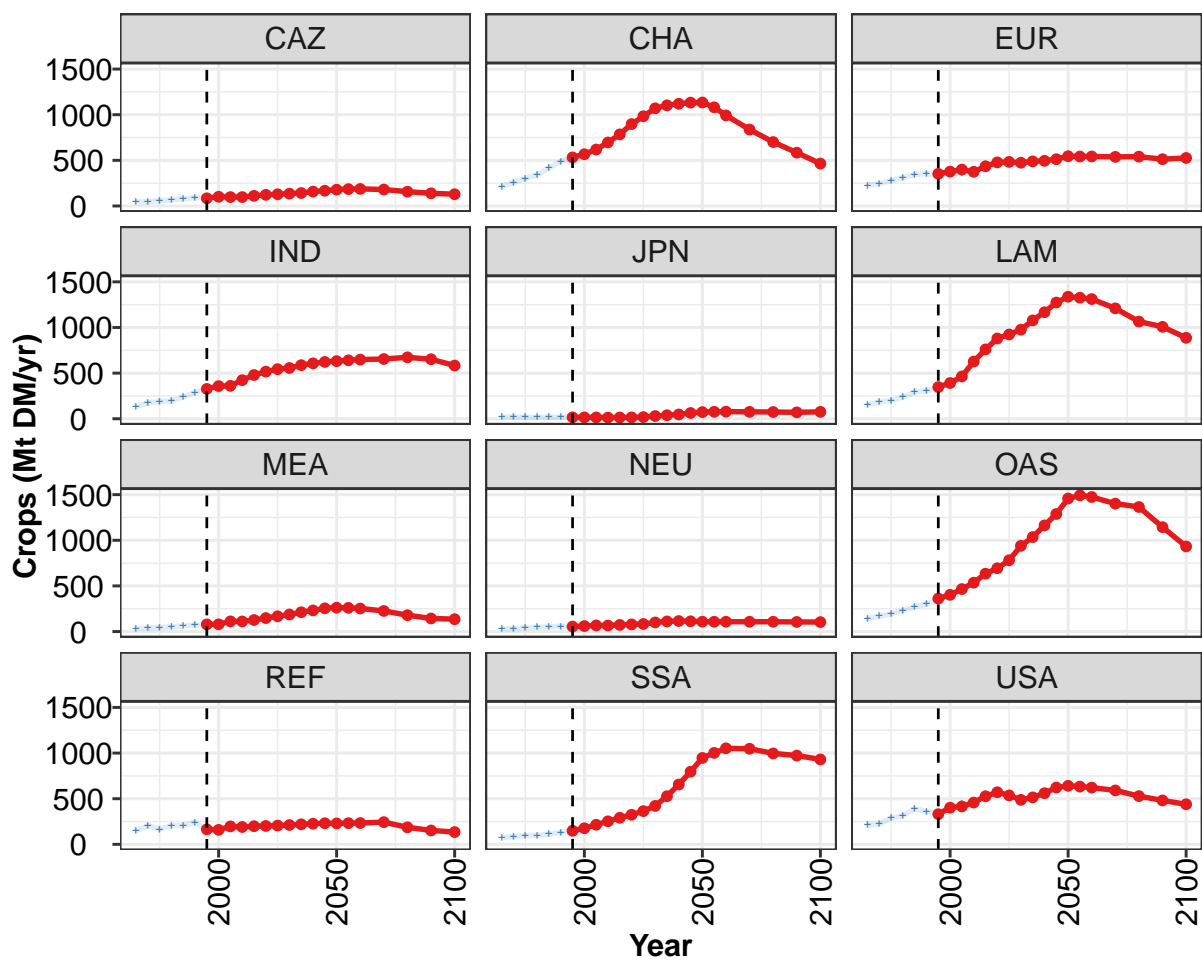 CAZ CHA EUR
1500
1000
500
0
IND JPN LAM
1500
1000
500
0
MEA NEU OAS
1500
1000
500
0
REF SSA USA
1500
1000
500
0
2000 2050 2100 2000 2050 2100 2000 2050 2100
Year
Crops (Mt DM/yr)